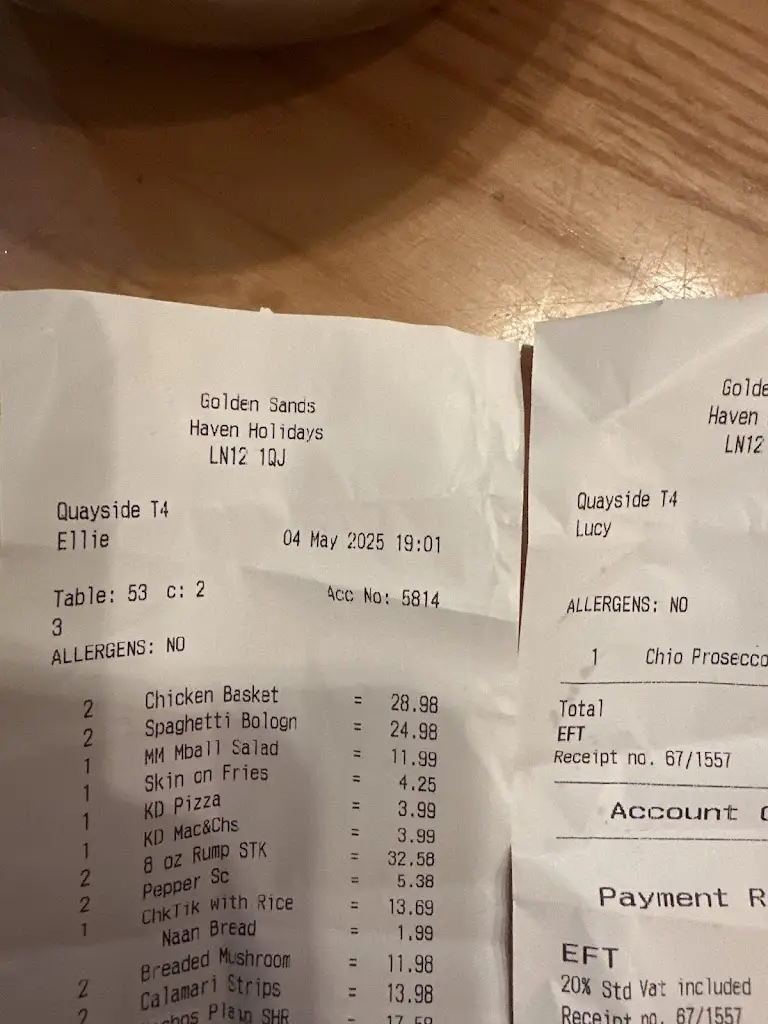 Golden Sands
Haven Holidays
LN12 1QJ
Quayside T4
Ellie 04 May 2025 19:01
Table: 53 c: 2 Acc No: 5814
3
ALLERGENS: NO
2 Chicken Basket = 28.98
2 Spaghetti Bologn = 24.98
1 MM Mball Salad = 11.99
1 Skin on Fries = 4.25
1 KD Pizza = 3.99
1 KD Mac&Chs = 3.99
2 8 oz Rump STK = 32.58
2 Pepper Sc = 5.38
1 ChkTik with Rice = 13.69
Naan Bread = 1.99
2 Breaded Mushroom = 11.98
2 Calamari Strips = 13.98
Plain SHR
Golde
Haven
LN12
Quayside T4
Lucy
ALLERGENS: NO
1 Chio Prosecco
Total
EFT
Receipt no. 67/1557
Account
Payment R
EFT
20% Std Vat included
Receipt no. 67/1557